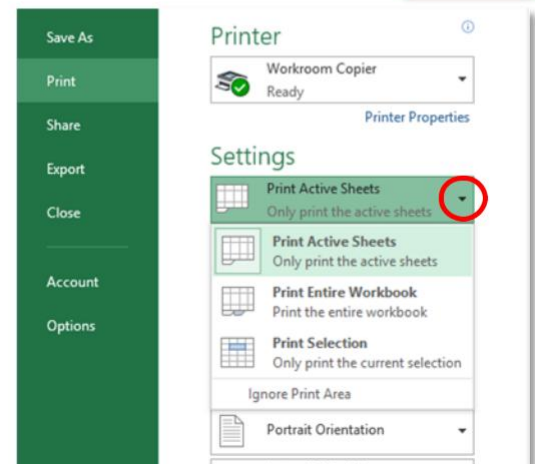 Save As
Print
Share
Export
Close
Account
Options
Printer
Workroom Copier
Ready
Printer Properties
Settings
Print Active Sheets
Only print the active sheets
Print Active Sheets
Only print the active sheets
Print Entire Workbook
Print the entire workbook
Print Selection
Only print the current selection
Ignore Print Area
Portrait Orientation